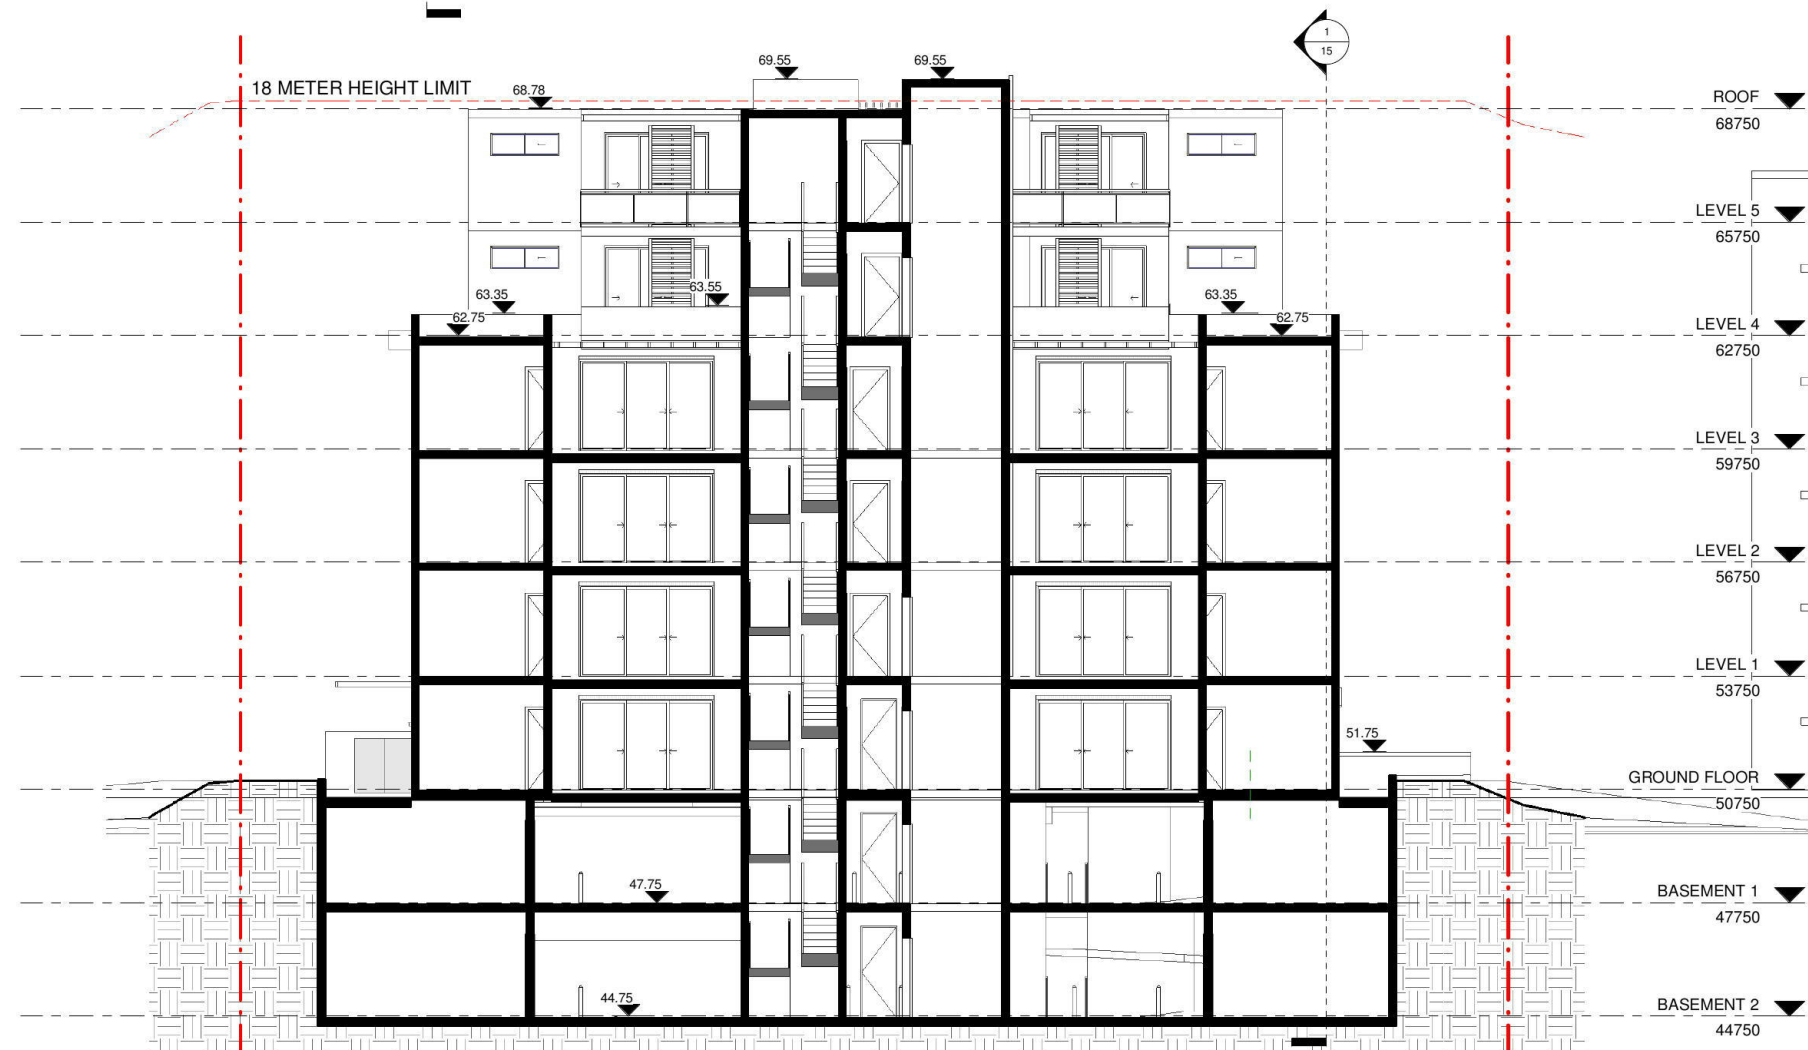 1
15
69.55
69.55
18 METER HEIGHT LIMIT
68.78
ROOF
68750
LEVEL 5
65750
63.35
63.55
63.35
62.75
62.75
LEVEL 4
62750
LEVEL 3
59750
LEVEL 2
56750
LEVEL 1
53750
51.75
GROUND FLOOR
50750
47.75
BASEMENT 1
47750
44.75
BASEMENT 2
44750